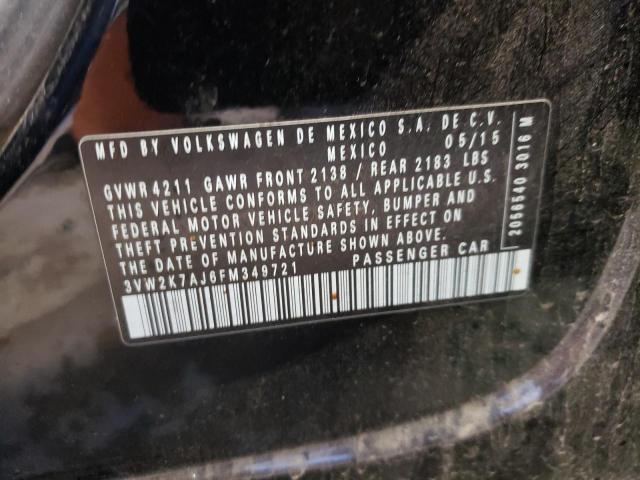 MFD BY VOLKSWAGEN DE MEXICO S.A. DE C.V.
MEXICO 05/15
GVWR 4211 GAWR FRONT 2138 / REAR 2183 LBS
THIS VEHICLE CONFORMS TO ALL APPLICABLE U.S.
FEDERAL MOTOR VEHICLE SAFETY, BUMPER AND
THEFT PREVENTION STANDARDS IN EFFECT ON
THE DATE OF MANUFACTURE SHOWN ABOVE.
3VW2K7AJ6FM349721 PASSENGER CAR
2056540 3016 M